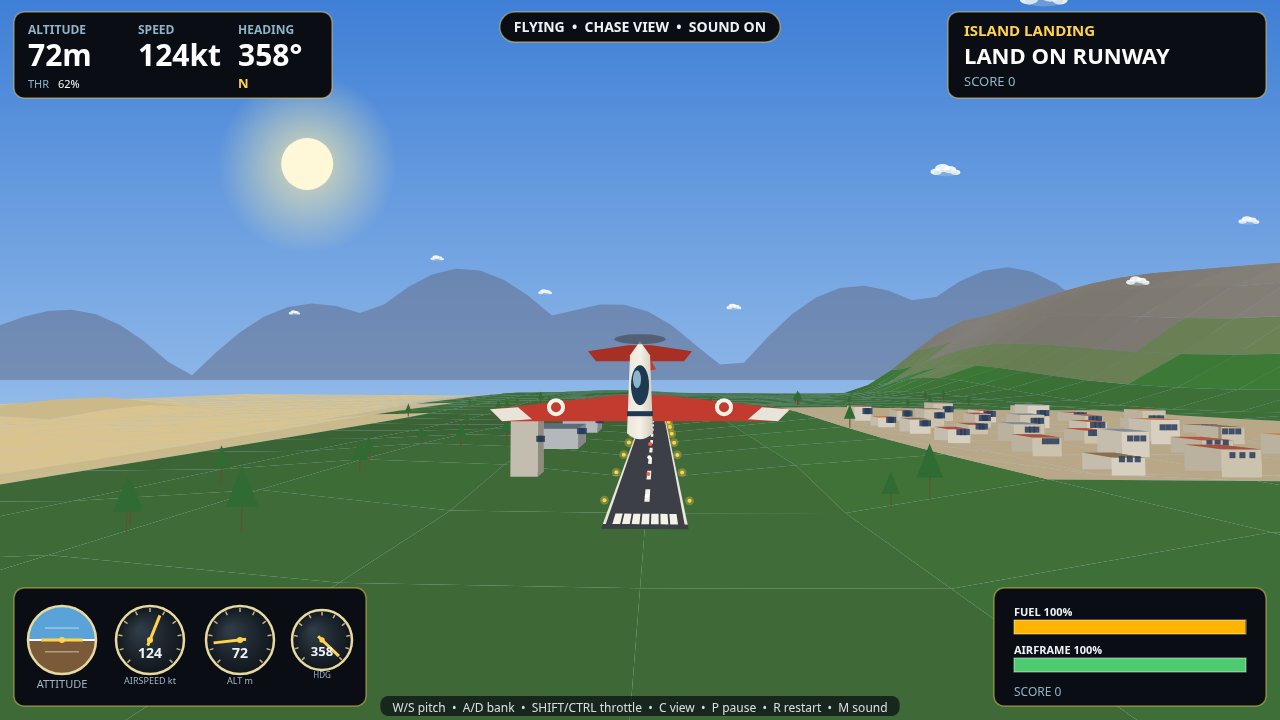 ALTITUDE SPEED HEADING
72m 124kt 358°
THR 62% N
FLYING • CHASE VIEW • SOUND ON
ISLAND LANDING
LAND ON RUNWAY
SCORE 0
124 72 358
ATTITUDE AIRSPEED kt ALT m HDG
W/S pitch • A/D bank • SHIFT/CTRL throttle • C view • P pause • R restart • M sound
FUEL 100%
AIRFRAME 100%
SCORE 0